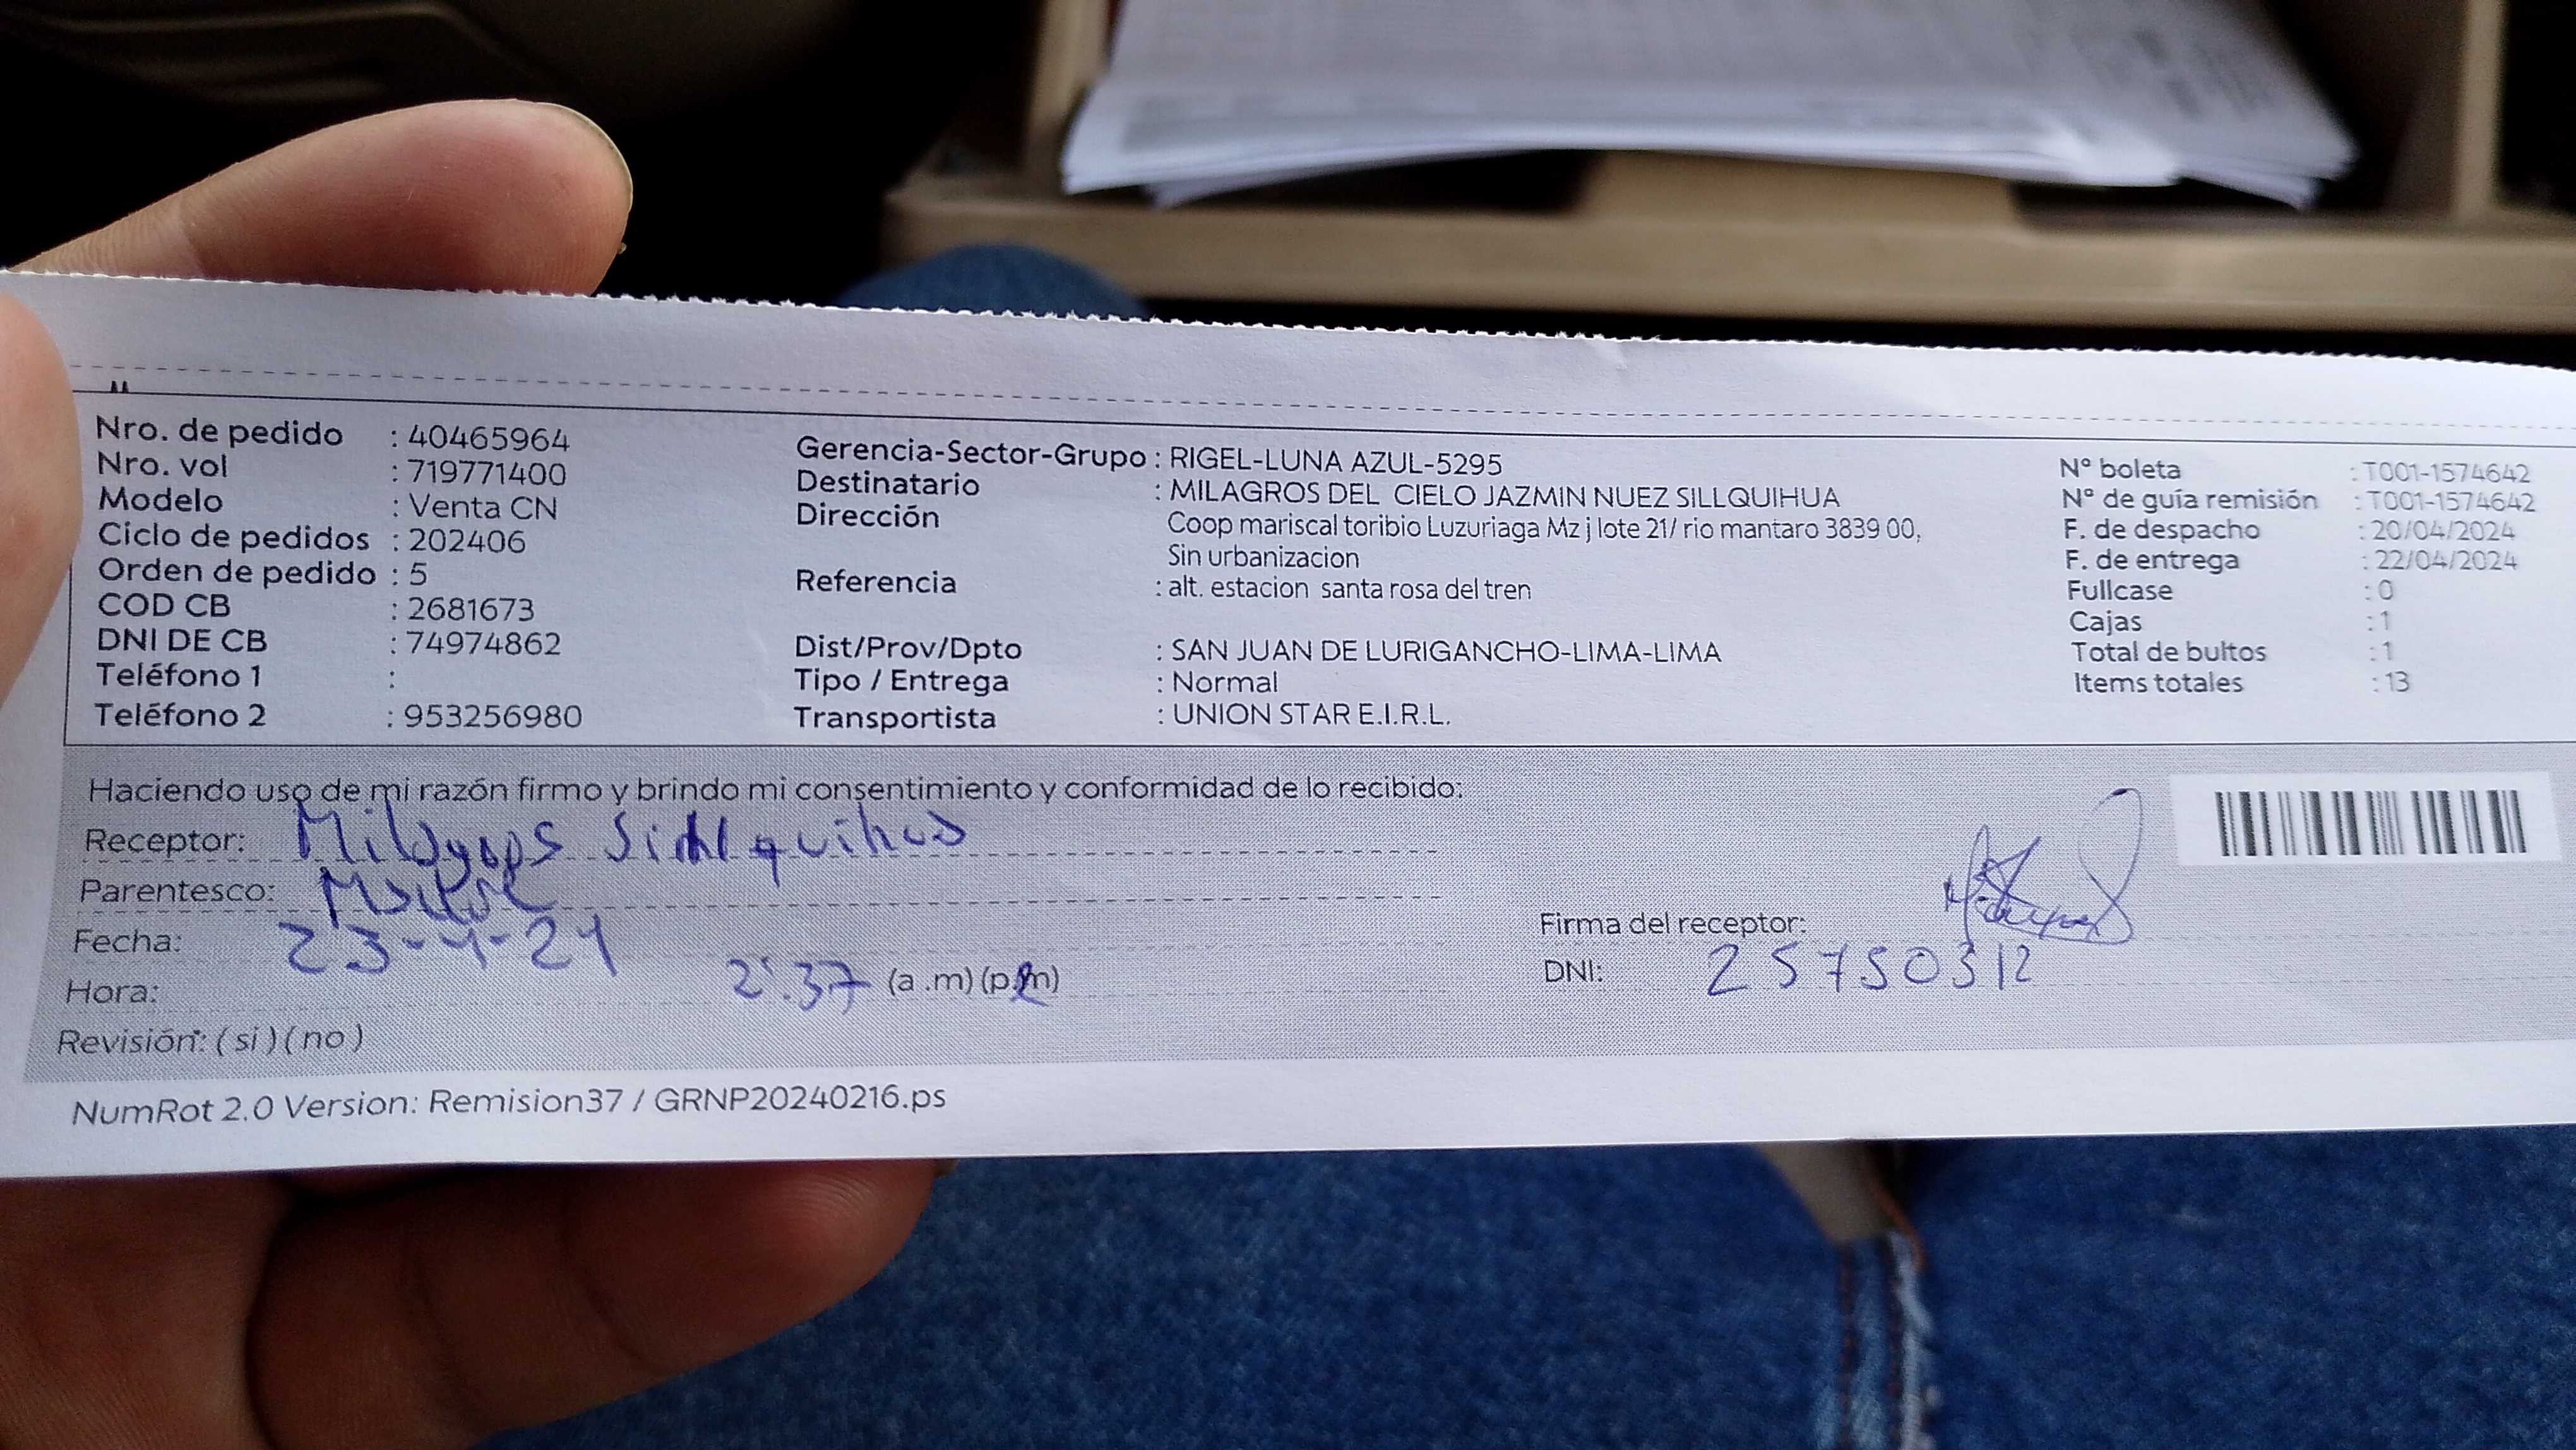 Nro. de pedido : 40465964
Nro. vol : 719771400
Modelo : Venta CN
Ciclo de pedidos : 202406
Orden de pedido : 5
COD CB : 2681673
DNI DE CB : 74974862
Teléfono 1 :
Teléfono 2 : 953256980
Gerencia-Sector-Grupo : RIGEL-LUNA AZUL-5295
Destinatario : MILAGROS DEL CIELO JAZMIN NUEZ SILLQUIHUA
Dirección Coop mariscal toribio Luzuriaga Mz j lote 21/ rio mantaro 3839 00,
Sin urbanizacion
Referencia : alt. estacion santa rosa del tren
Dist/Prov/Dpto : SAN JUAN DE LURIGANCHO-LIMA-LIMA
Tipo / Entrega : Normal
Transportista : UNION STAR E.I.R.L.
N° boleta : T001-1574642
N° de guía remisión : T001-1574642
F. de despacho : 20/04/2024
F. de entrega : 22/04/2024
Fullcase : 0
Cajas : 1
Total de bultos : 1
Items totales : 13
Haciendo uso de mi razón firmo y brindo mi consentimiento y conformidad de lo recibido:
Receptor: Milagros Sillquihua
Parentesco:
Fecha: 23-4-24
Hora: 2:37 (a .m) (p.m)
Revisión: ( si ) ( no )
Firma del receptor:
DNI: 25750312
NumRot 2.0 Version: Remision37 / GRNP20240216.ps